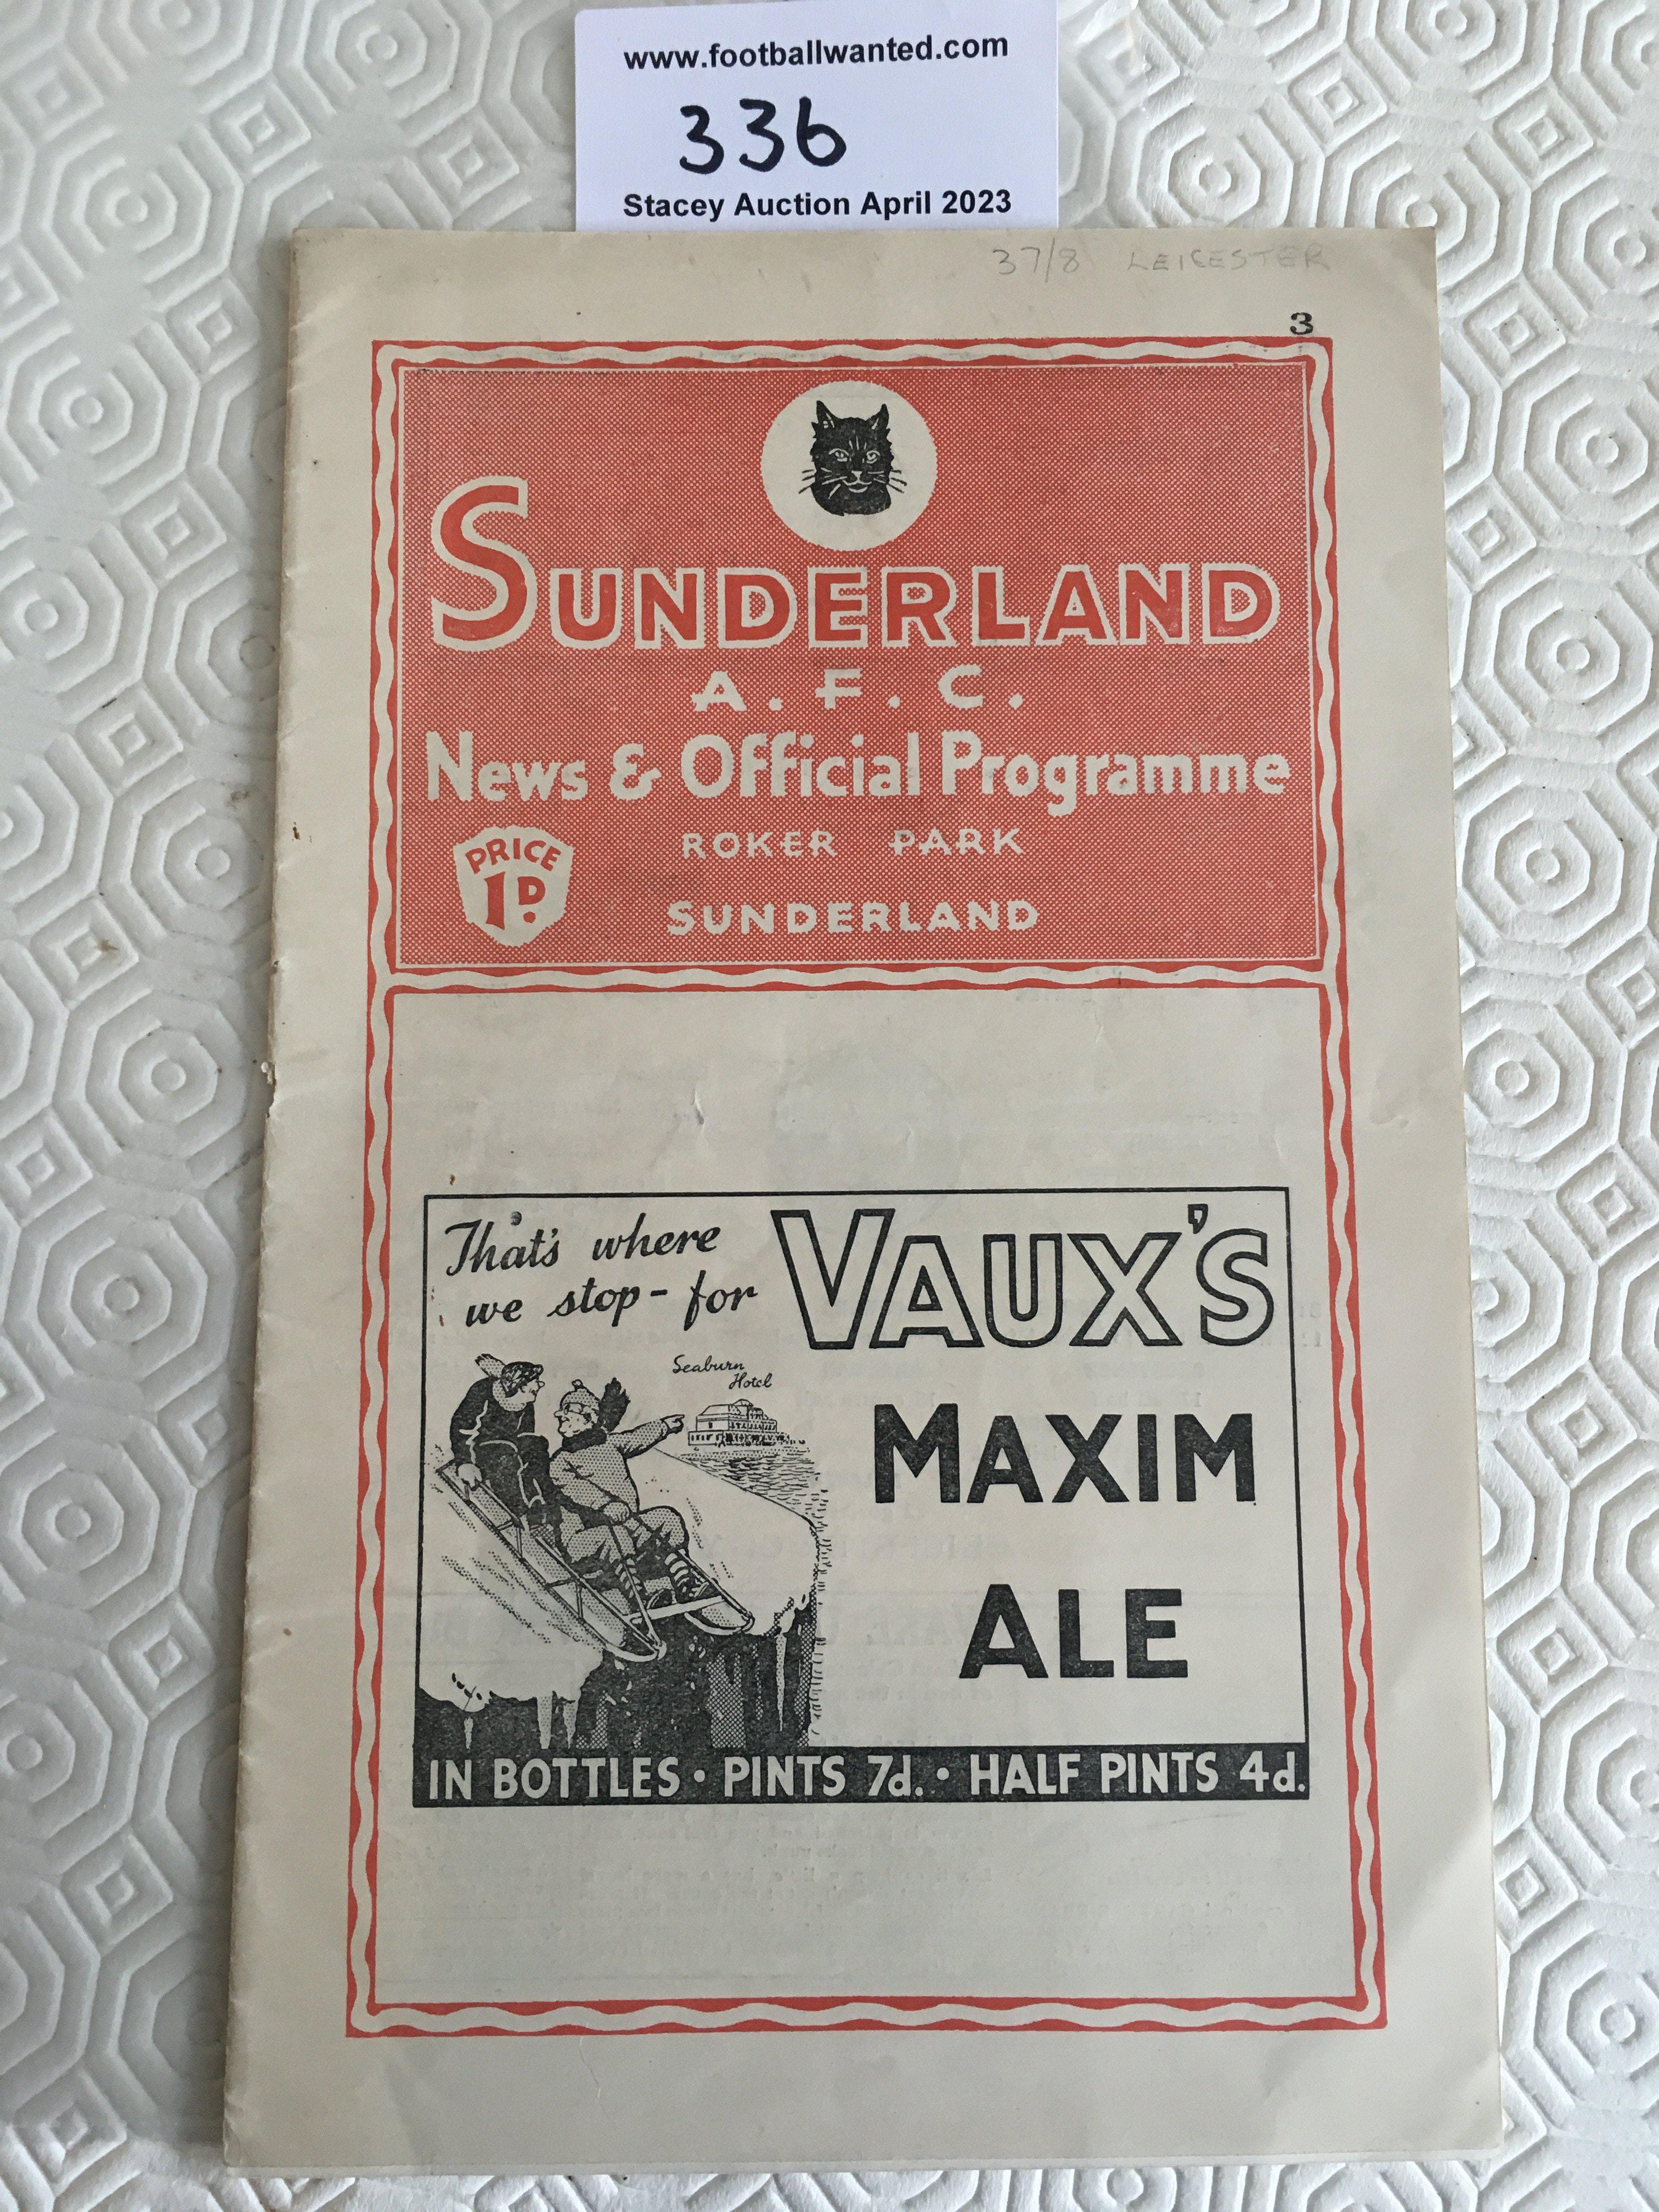 www.footballwanted.com
336
Stacey Auction April 2023
37/8 LEICESTER
3
SUNDERLAND
A. F. C.
News & Official Programme
PRICE
1D.
ROKER PARK
SUNDERLAND
That's where
we stop - for
VAUX'S
Seaburn
Hotel
MAXIM
ALE
IN BOTTLES · PINTS 7d. · HALF PINTS 4d.